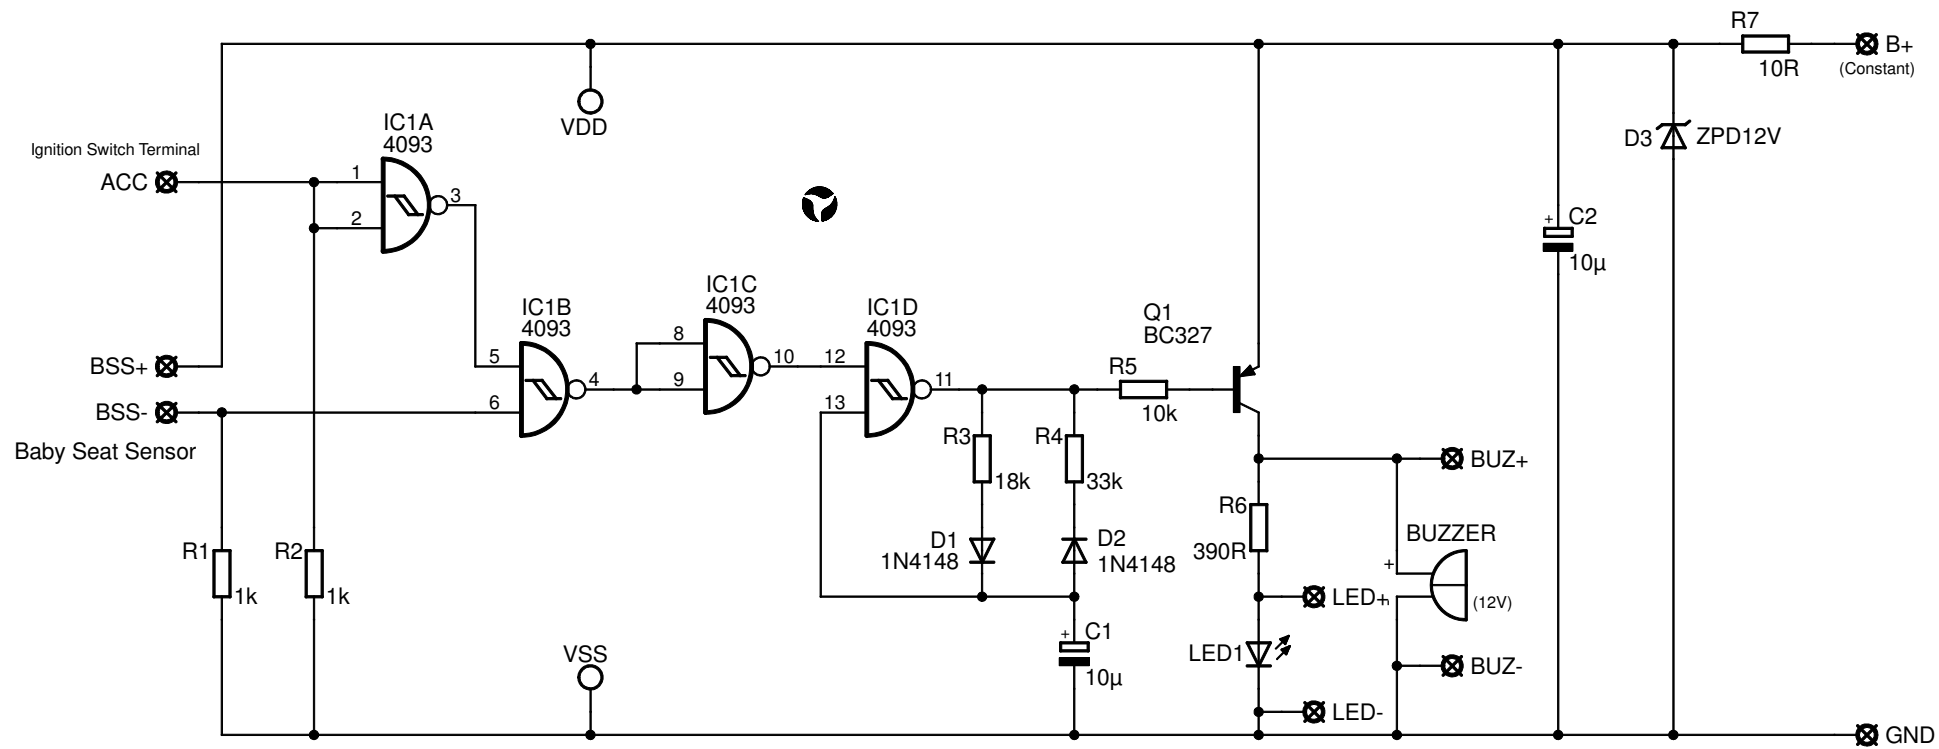 R7
B+
10R
(Constant)
VDD
IC1A
4093
D3
ZPD12V
Ignition Switch Terminal
ACC
1
2
3
+
C2
10µ
IC1B
4093
IC1C
4093
IC1D
4093
Q1
BC327
BSS+
BSS-
Baby Seat Sensor
5
6
4
8
9
10
12
13
11
R5
10k
R3
18k
R4
33k
BUZ+
R6
390R
BUZZER
+
(12V)
R1
1k
R2
1k
D1
1N4148
D2
1N4148
LED+
+
C1
10µ
LED1
BUZ-
VSS
LED-
GND